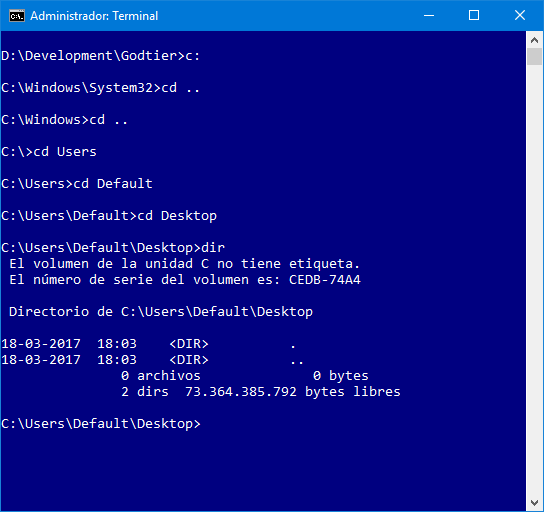 Administrador: Terminal
D:\Development\Godtier>c:
C:\Windows\System32>cd ..
C:\Windows>cd ..
C:\>cd Users
C:\Users>cd Default
C:\Users\Default>cd Desktop
C:\Users\Default\Desktop>dir
 El volumen de la unidad C no tiene etiqueta.
 El número de serie del volumen es: CEDB-74A4
 Directorio de C:\Users\Default\Desktop
18-03-2017  18:03    <DIR>          .
18-03-2017  18:03    <DIR>          ..
               0 archivos              0 bytes
               2 dirs  73.364.385.792 bytes libres
C:\Users\Default\Desktop>